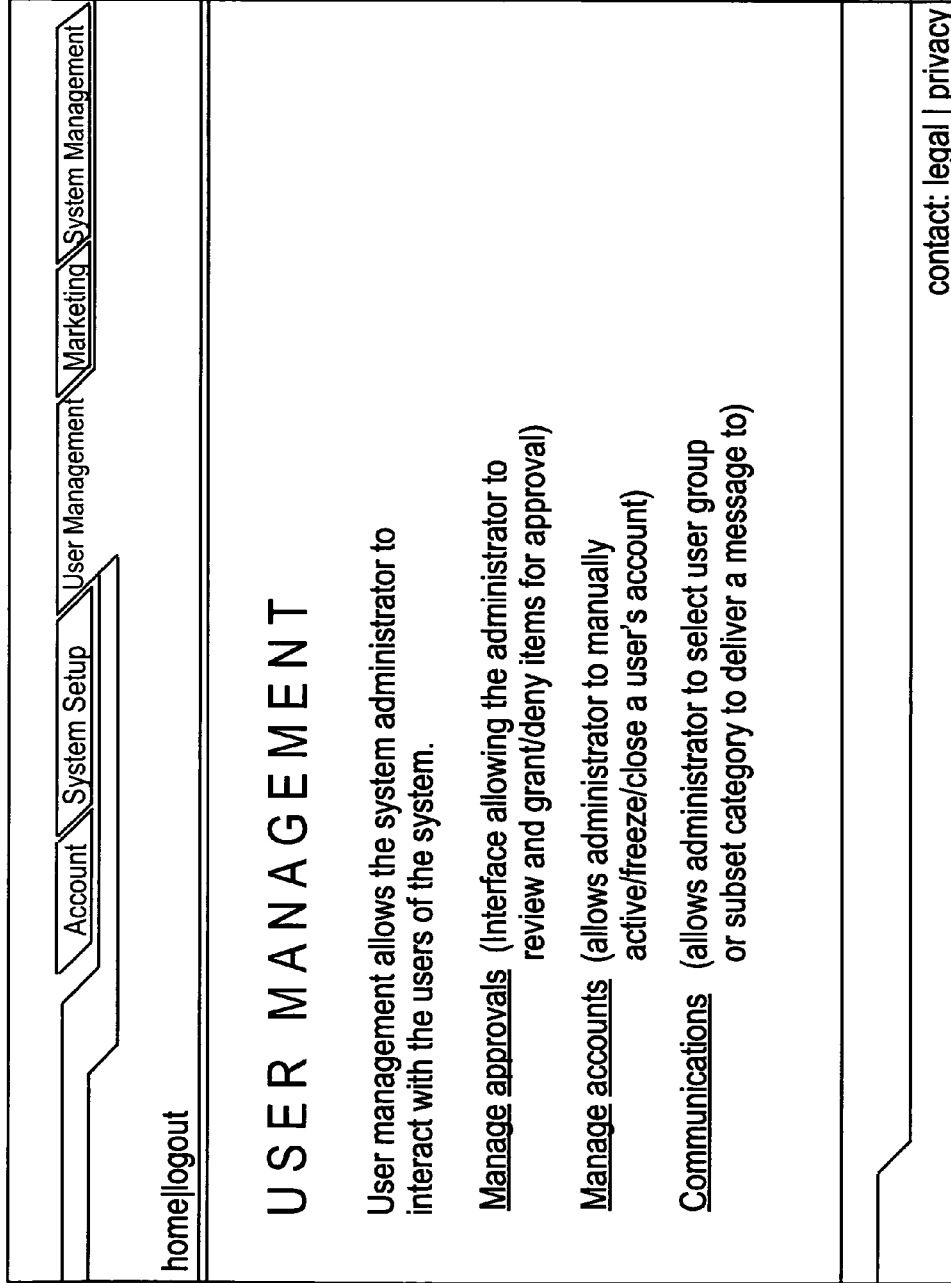 Account System Setup User Management Marketing System Management
home|logout
USER MANAGEMENT
User management allows the system administrator to
interact with the users of the system.
Manage approvals (Interface allowing the administrator to
review and grant/deny items for approval)
Manage accounts (allows administrator to manually
active/freeze/close a user's account)
Communications (allows administrator to select user group
or subset category to deliver a message to)
contact: legal | privacy